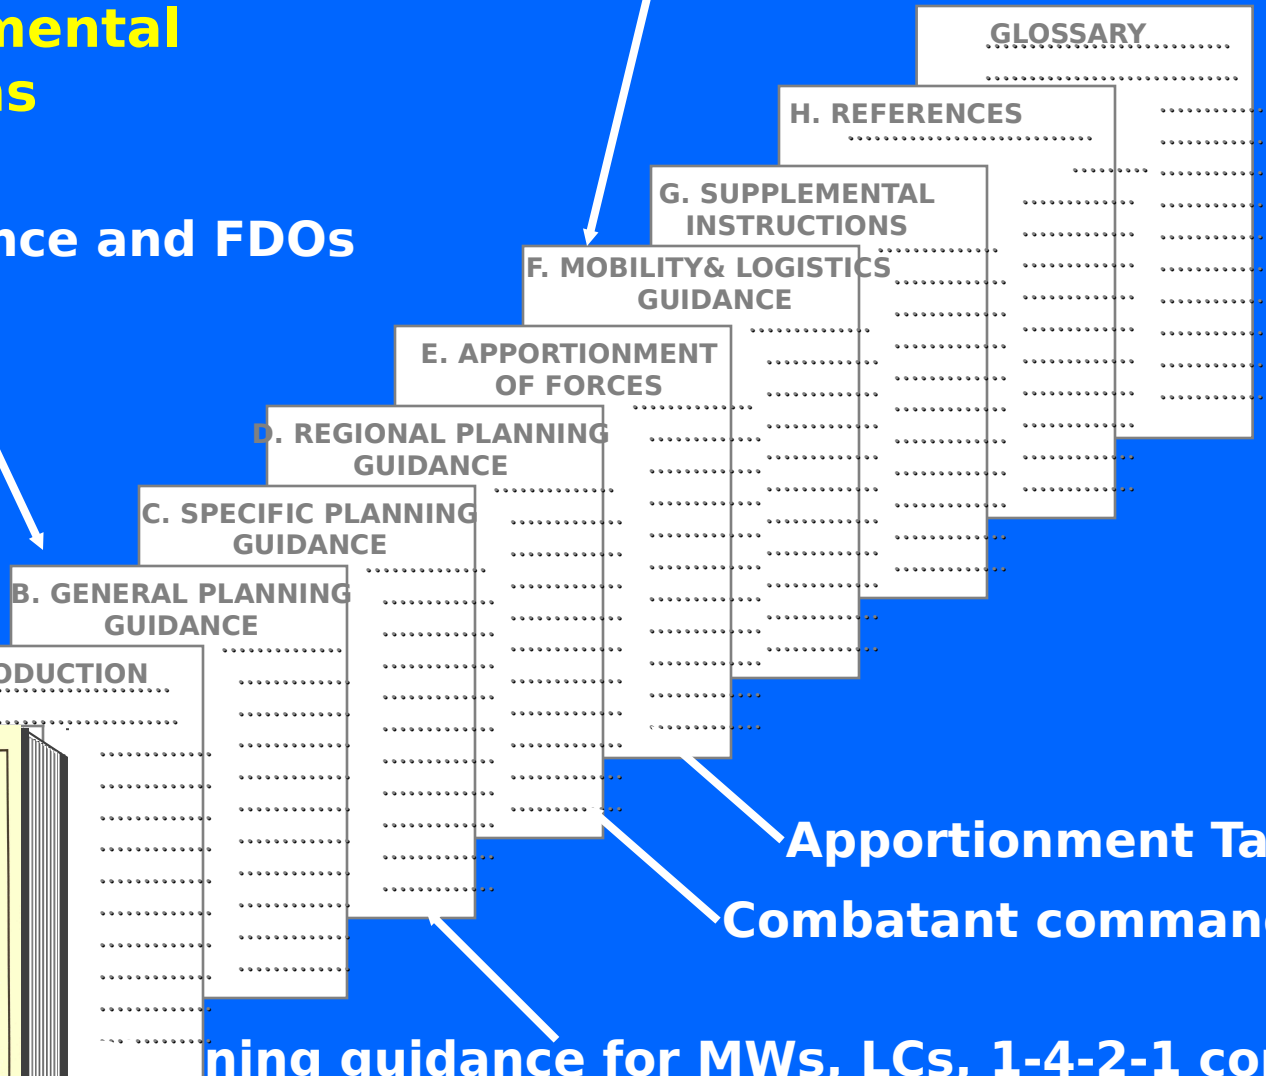 mental
ns
GLOSSARY
H. REFERENCES
G. SUPPLEMENTAL
INSTRUCTIONS
nce and FDOs
F. MOBILITY& LOGISTICS
GUIDANCE
E. APPORTIONMENT
OF FORCES
D. REGIONAL PLANNING
GUIDANCE
C. SPECIFIC PLANNING
GUIDANCE
B. GENERAL PLANNING
GUIDANCE
ODUCTION
Apportionment Ta
Combatant comman
ning guidance for MWs, LCs, 1-4-2-1 co